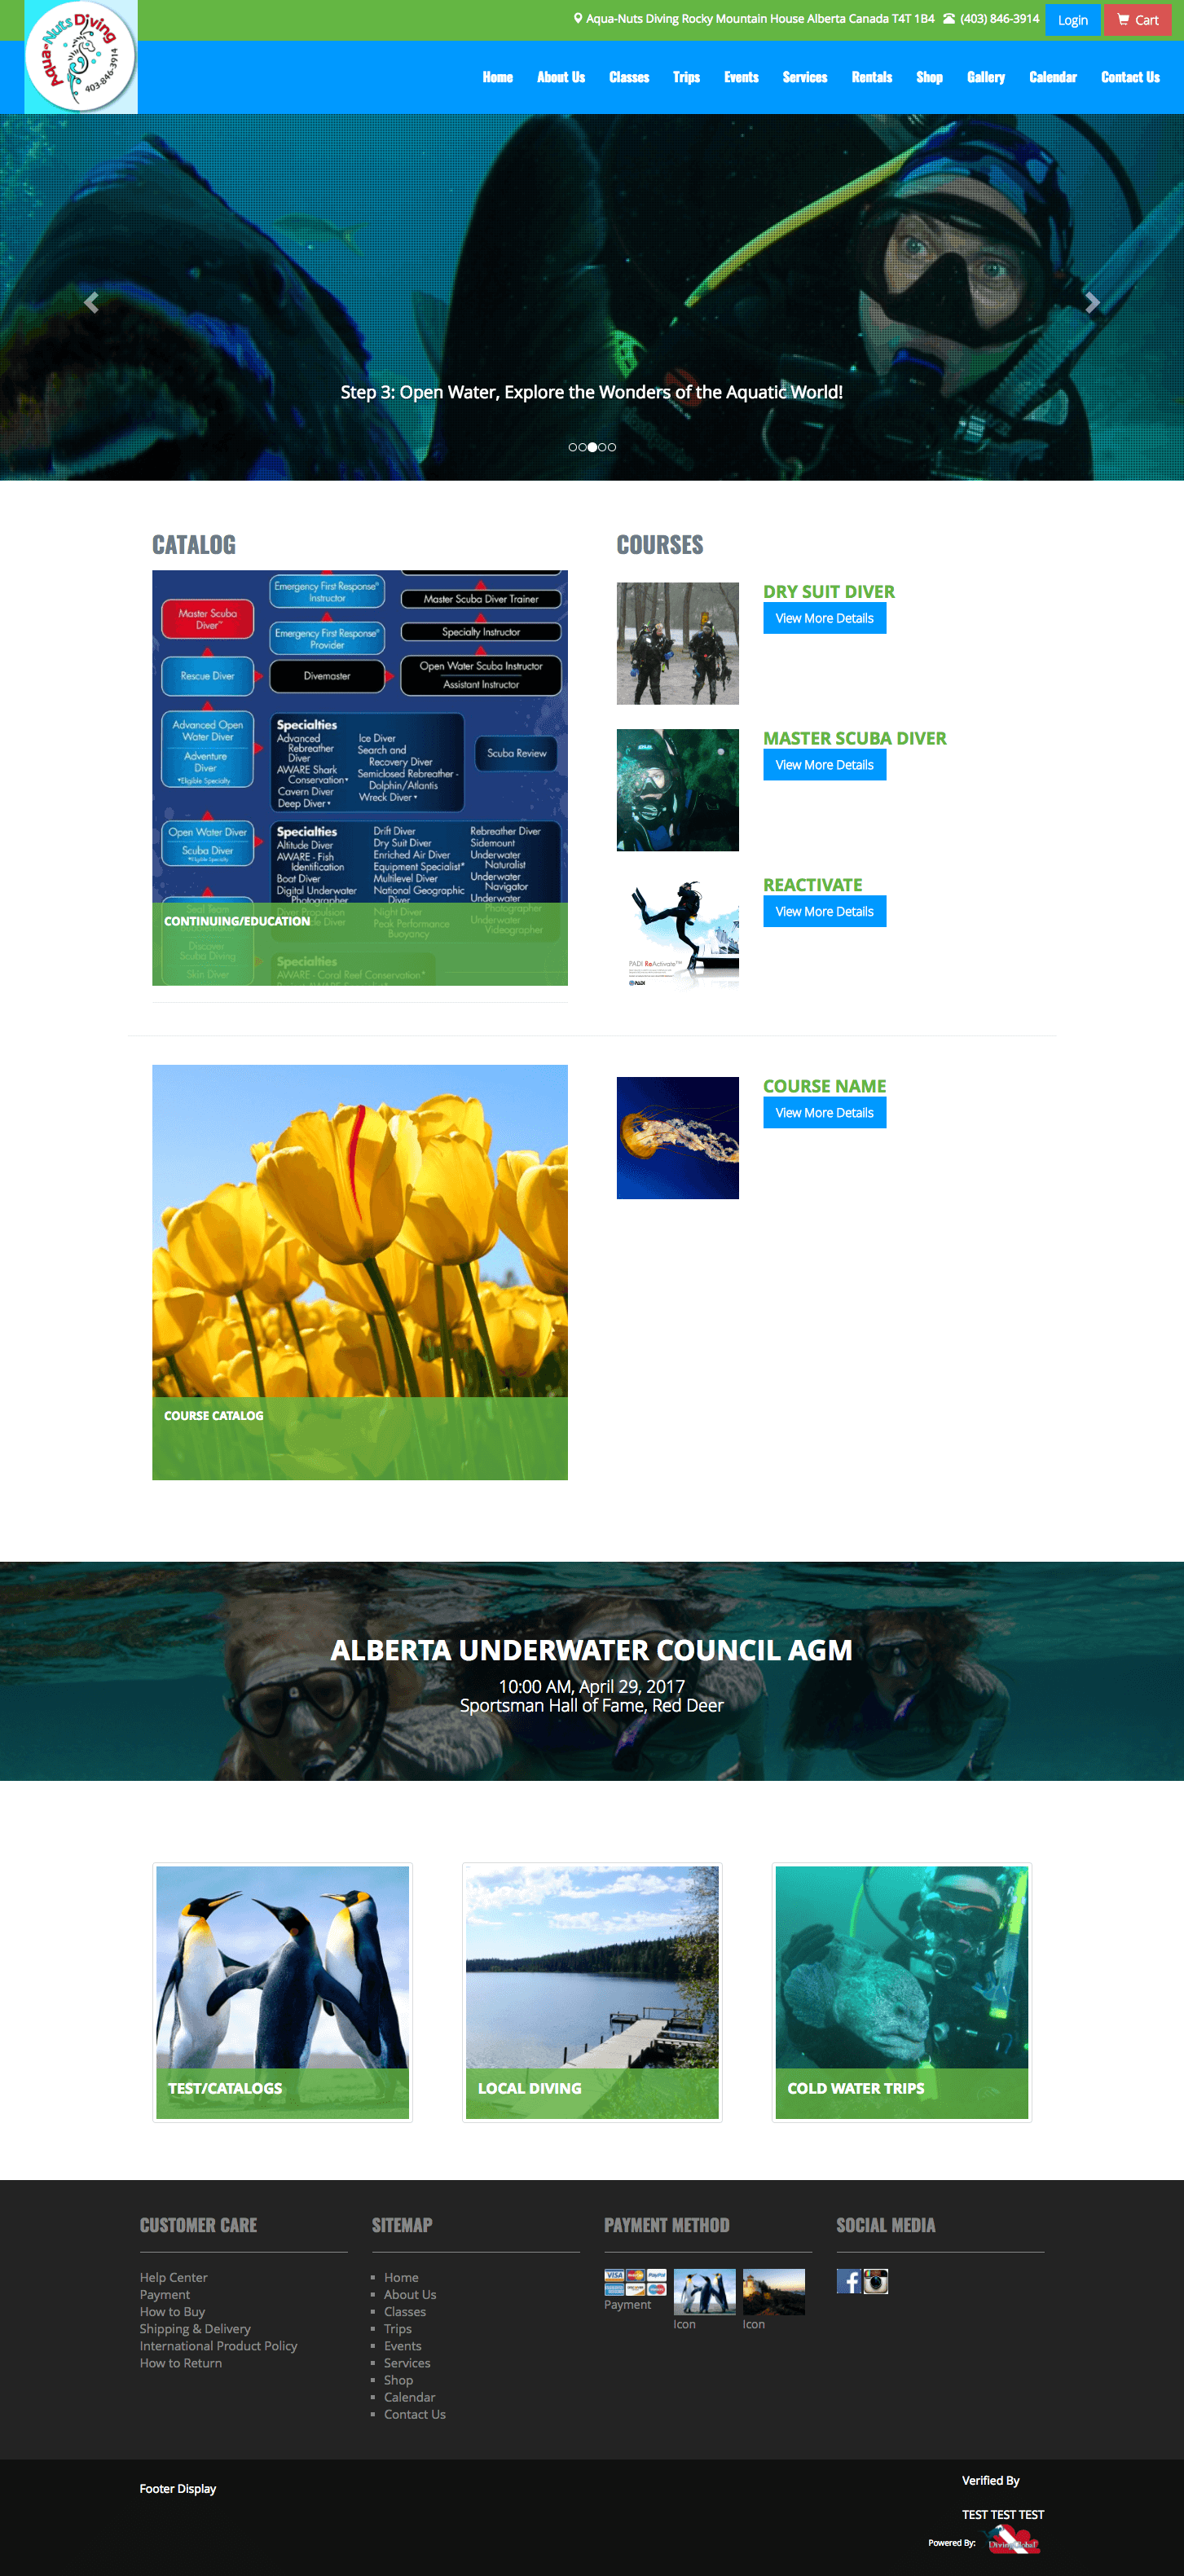 Aqua-Nuts Diving
403-846-3914
Aqua-Nuts Diving Rocky Mountain House Alberta Canada T4T 1B4
(403) 846-3914
Login
Cart
Home
About Us
Classes
Trips
Events
Services
Rentals
Shop
Gallery
Calendar
Contact Us
Step 3: Open Water, Explore the Wonders of the Aquatic World!
CATALOG
Emergency First Response®
Instructor
Master Scuba Diver Trainer
Master Scuba
Diver™
Emergency First Response®
Provider
Specialty Instructor
Rescue Diver
Divemaster
Open Water Scuba Instructor
Assistant Instructor
Advanced Open
Water Diver
Adventure
Diver
*Eligible Specialty
Specialties
Advanced
Rebreather
Diver
AWARE Shark
Conservation*
Cavern Diver
Deep Diver*
Ice Diver
Search and
Recovery Diver
Semiclosed Rebreather -
Dolphin/Atlantis
Wreck Diver*
Scuba Review
Open Water Diver
Scuba Diver
*Eligible Specialty
Specialties
Altitude Diver
AWARE - Fish
Identification
Boat Diver
Digital Underwater
Photographer
Drift Diver
Dry Suit Diver
Enriched Air Diver
Equipment Specialist*
Multilevel Diver
National Geographic
Diver
Night Diver
Peak Performance
Buoyancy
Rebreather Diver
Sidemount
Underwater
Naturalist
Underwater
Navigator
Underwater
Photographer
Underwater
Videographer
CONTINUING/EDUCATION
Discover
Scuba Diving
Skin Diver
Specialties
AWARE - Coral Reef Conservation*
COURSES
DRY SUIT DIVER
View More Details
MASTER SCUBA DIVER
View More Details
REACTIVATE
View More Details
PADI ReActivate™
PADI
COURSE CATALOG
COURSE NAME
View More Details
ALBERTA UNDERWATER COUNCIL AGM
10:00 AM, April 29, 2017
Sportsman Hall of Fame, Red Deer
TEST/CATALOGS
LOCAL DIVING
COLD WATER TRIPS
CUSTOMER CARE
Help Center
Payment
How to Buy
Shipping & Delivery
International Product Policy
How to Return
SITEMAP
Home
About Us
Classes
Trips
Events
Services
Shop
Calendar
Contact Us
PAYMENT METHOD
VISA
PayPal
Payment
Icon
Icon
SOCIAL MEDIA
Footer Display
Verified By
TEST TEST TEST
Powered By:
DivingGlobal